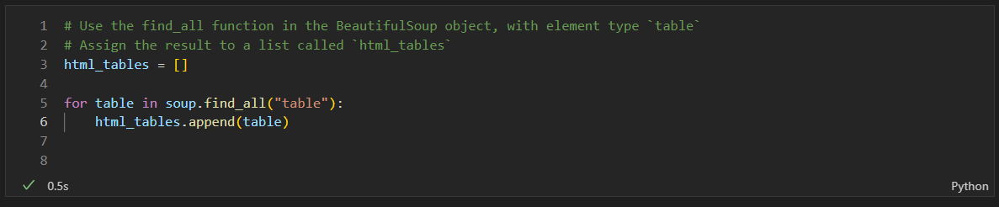 1 # Use the find_all function in the BeautifulSoup object, with element type `table`
2 # Assign the result to a list called `html_tables`
3 html_tables = []
4
5 for table in soup.find_all("table"):
6     html_tables.append(table)
7
8
0.5s Python